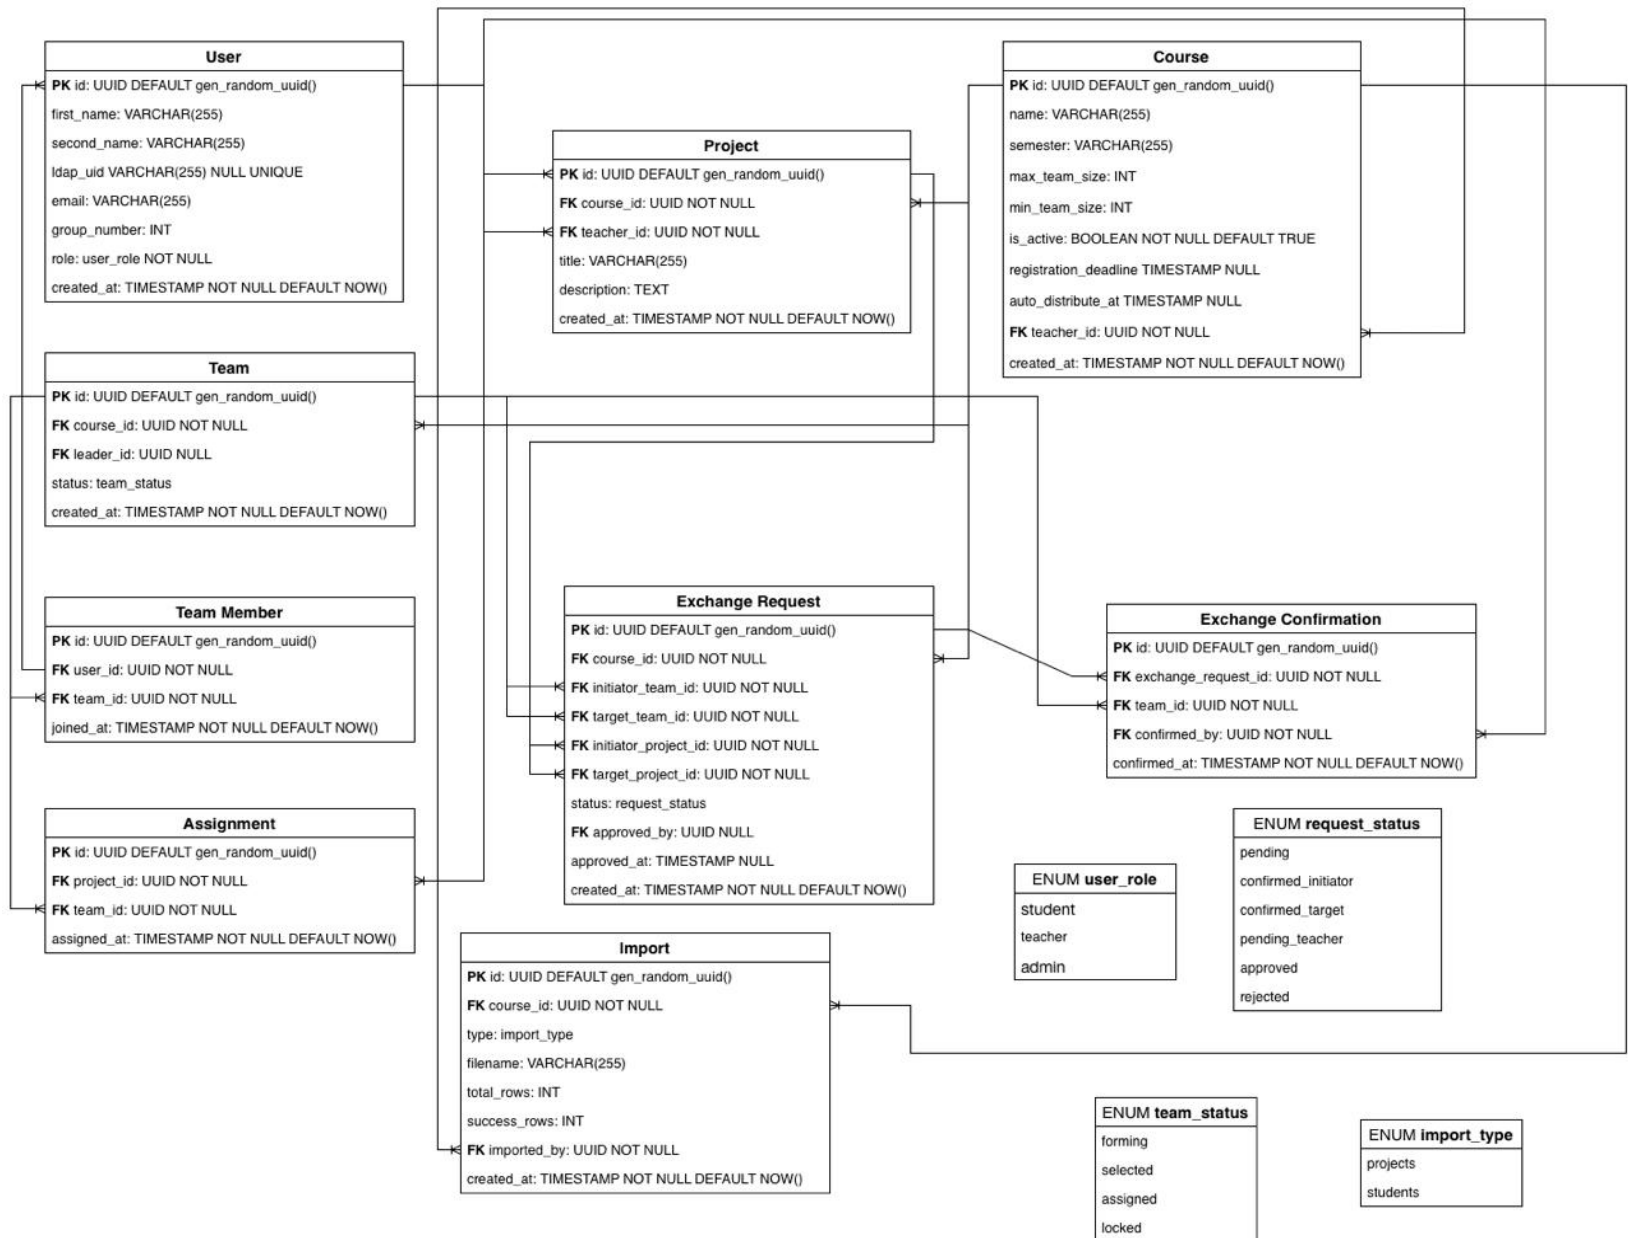 User
PK id: UUID DEFAULT gen_random_uuid()
first_name: VARCHAR(255)
second_name: VARCHAR(255)
ldap_uid VARCHAR(255) NULL UNIQUE
email: VARCHAR(255)
group_number: INT
role: user_role NOT NULL
created_at: TIMESTAMP NOT NULL DEFAULT NOW()
Project
PK id: UUID DEFAULT gen_random_uuid()
FK course_id: UUID NOT NULL
FK teacher_id: UUID NOT NULL
title: VARCHAR(255)
description: TEXT
created_at: TIMESTAMP NOT NULL DEFAULT NOW()
Course
PK id: UUID DEFAULT gen_random_uuid()
name: VARCHAR(255)
semester: VARCHAR(255)
max_team_size: INT
min_team_size: INT
is_active: BOOLEAN NOT NULL DEFAULT TRUE
registration_deadline TIMESTAMP NULL
auto_distribute_at TIMESTAMP NULL
FK teacher_id: UUID NOT NULL
created_at: TIMESTAMP NOT NULL DEFAULT NOW()
Team
PK id: UUID DEFAULT gen_random_uuid()
FK course_id: UUID NOT NULL
FK leader_id: UUID NULL
status: team_status
created_at: TIMESTAMP NOT NULL DEFAULT NOW()
Team Member
PK id: UUID DEFAULT gen_random_uuid()
FK user_id: UUID NOT NULL
FK team_id: UUID NOT NULL
joined_at: TIMESTAMP NOT NULL DEFAULT NOW()
Exchange Request
PK id: UUID DEFAULT gen_random_uuid()
FK course_id: UUID NOT NULL
FK initiator_team_id: UUID NOT NULL
FK target_team_id: UUID NOT NULL
FK initiator_project_id: UUID NOT NULL
FK target_project_id: UUID NOT NULL
status: request_status
FK approved_by: UUID NULL
approved_at: TIMESTAMP NULL
created_at: TIMESTAMP NOT NULL DEFAULT NOW()
Exchange Confirmation
PK id: UUID DEFAULT gen_random_uuid()
FK exchange_request_id: UUID NOT NULL
FK team_id: UUID NOT NULL
FK confirmed_by: UUID NOT NULL
confirmed_at: TIMESTAMP NOT NULL DEFAULT NOW()
Assignment
PK id: UUID DEFAULT gen_random_uuid()
FK project_id: UUID NOT NULL
FK team_id: UUID NOT NULL
assigned_at: TIMESTAMP NOT NULL DEFAULT NOW()
Import
PK id: UUID DEFAULT gen_random_uuid()
FK course_id: UUID NOT NULL
type: import_type
filename: VARCHAR(255)
total_rows: INT
success_rows: INT
FK imported_by: UUID NOT NULL
created_at: TIMESTAMP NOT NULL DEFAULT NOW()
ENUM user_role
student
teacher
admin
ENUM request_status
pending
confirmed_initiator
confirmed_target
pending_teacher
approved
rejected
ENUM team_status
forming
selected
assigned
locked
ENUM import_type
projects
students